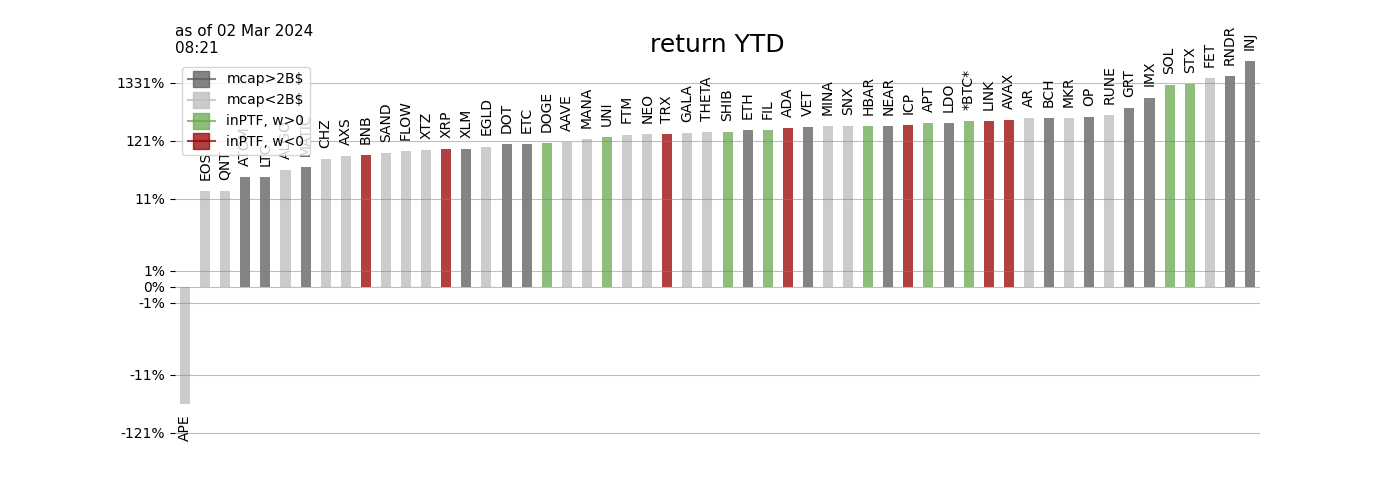 as of 02 Mar 2024
08:21
return YTD
mcap>2B$
mcap<2B$
inPTF, w>0
inPTF, w<0
1331%
121%
11%
1%
0%
-1%
-11%
-121%
APE
EOS
QNT
ATOM
LTC
ALGO
MATIC
CHZ
AXS
BNB
SAND
FLOW
XTZ
XRP
XLM
EGLD
DOT
ETC
DOGE
AAVE
MANA
UNI
FTM
NEO
TRX
GALA
THETA
SHIB
ETH
FIL
ADA
VET
MINA
SNX
HBAR
NEAR
ICP
APT
LDO
*BTC*
LINK
AVAX
AR
BCH
MKR
OP
RUNE
GRT
IMX
SOL
STX
FET
RNDR
INJ